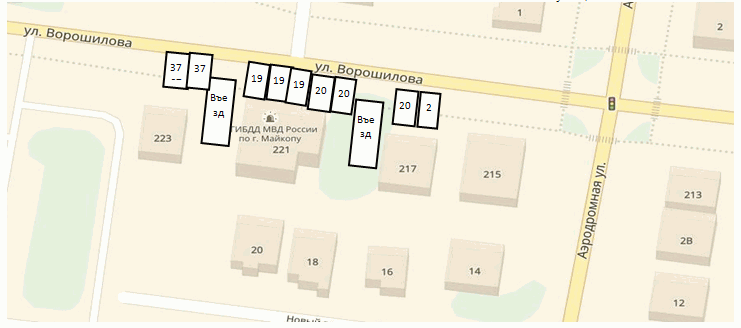 1
2
ул. Ворошилова
ул. Ворошилова
37
37
19
19
19
20
20
20
2
Въе
зд
Въе
зд
ГИБДД МВД России
по г. Майкопу
223
221
217
215
213
Аэродромная ул.
2В
20
18
16
14
12
Новый